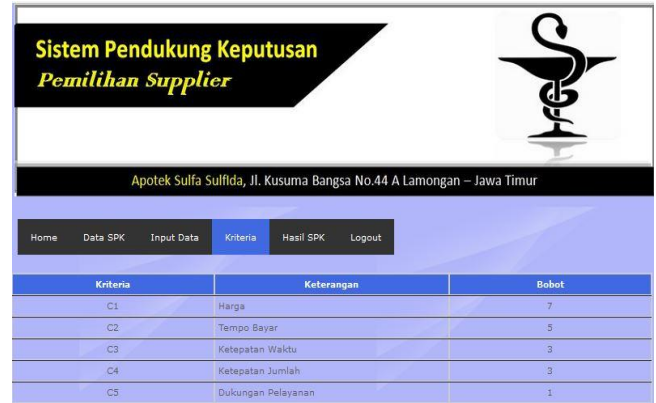 Sistem Pendukung Keputusan
Pemilihan Supplier
Apotek Sulfa Sulfida, Jl. Kusuma Bangsa No.44 A Lamongan – Jawa Timur
Home Data SPK Input Data Kriteria Hasil SPK Logout
Kriteria Keterangan Bobot
C1 Harga 7
C2 Tempo Bayar 5
C3 Ketepatan Waktu 3
C4 Ketepatan Jumlah 3
C5 Dukungan Pelayanan 1